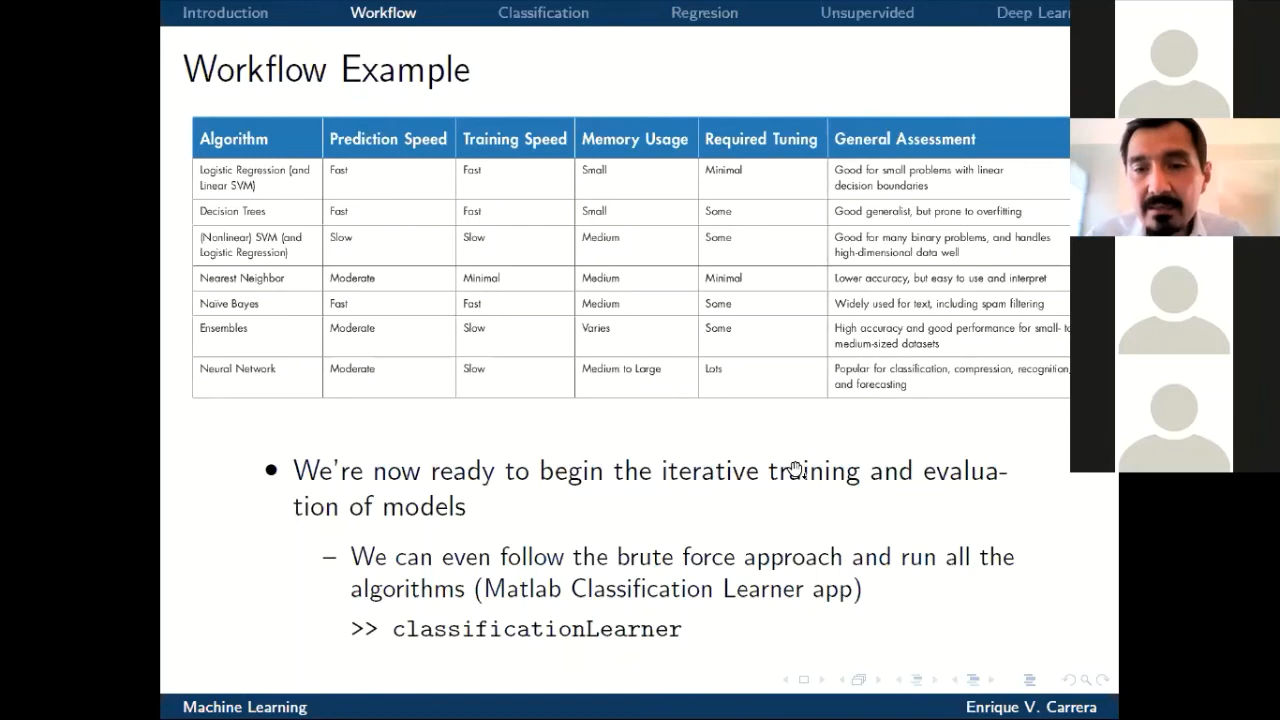 Introduction Workflow Classification Regresion Unsupervided Deep Lear
Workflow Example
Algorithm Prediction Speed Training Speed Memory Usage Required Tuning General Assessment
Logistic Regression (and Linear SVM) Fast Fast Small Minimal Good for small problems with linear decision boundaries
Decision Trees Fast Fast Small Some Good generalist, but prone to overfitting
(Nonlinear) SVM (and Logistic Regression) Slow Slow Medium Some Good for many binary problems, and handles high-dimensional data well
Nearest Neighbor Moderate Minimal Medium Minimal Lower accuracy, but easy to use and interpret
Naïve Bayes Fast Fast Medium Some Widely used for text, including spam filtering
Ensembles Moderate Slow Varies Some High accuracy and good performance for small- to medium-sized datasets
Neural Network Moderate Slow Medium to Large Lots Popular for classification, compression, recognition, and forecasting
• We're now ready to begin the iterative training and evalua-
tion of models
– We can even follow the brute force approach and run all the
algorithms (Matlab Classification Learner app)
>> classificationLearner
Machine Learning Enrique V. Carrera